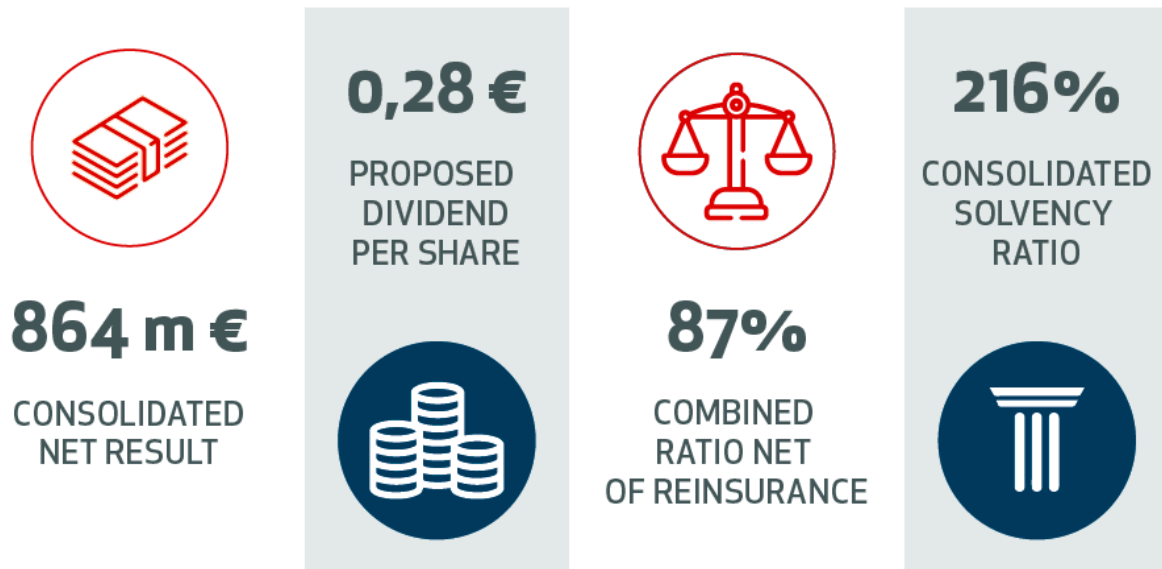 864 m €
CONSOLIDATED
NET RESULT
0,28 €
PROPOSED
DIVIDEND
PER SHARE
87%
COMBINED
RATIO NET
OF REINSURANCE
216%
CONSOLIDATED
SOLVENCY
RATIO